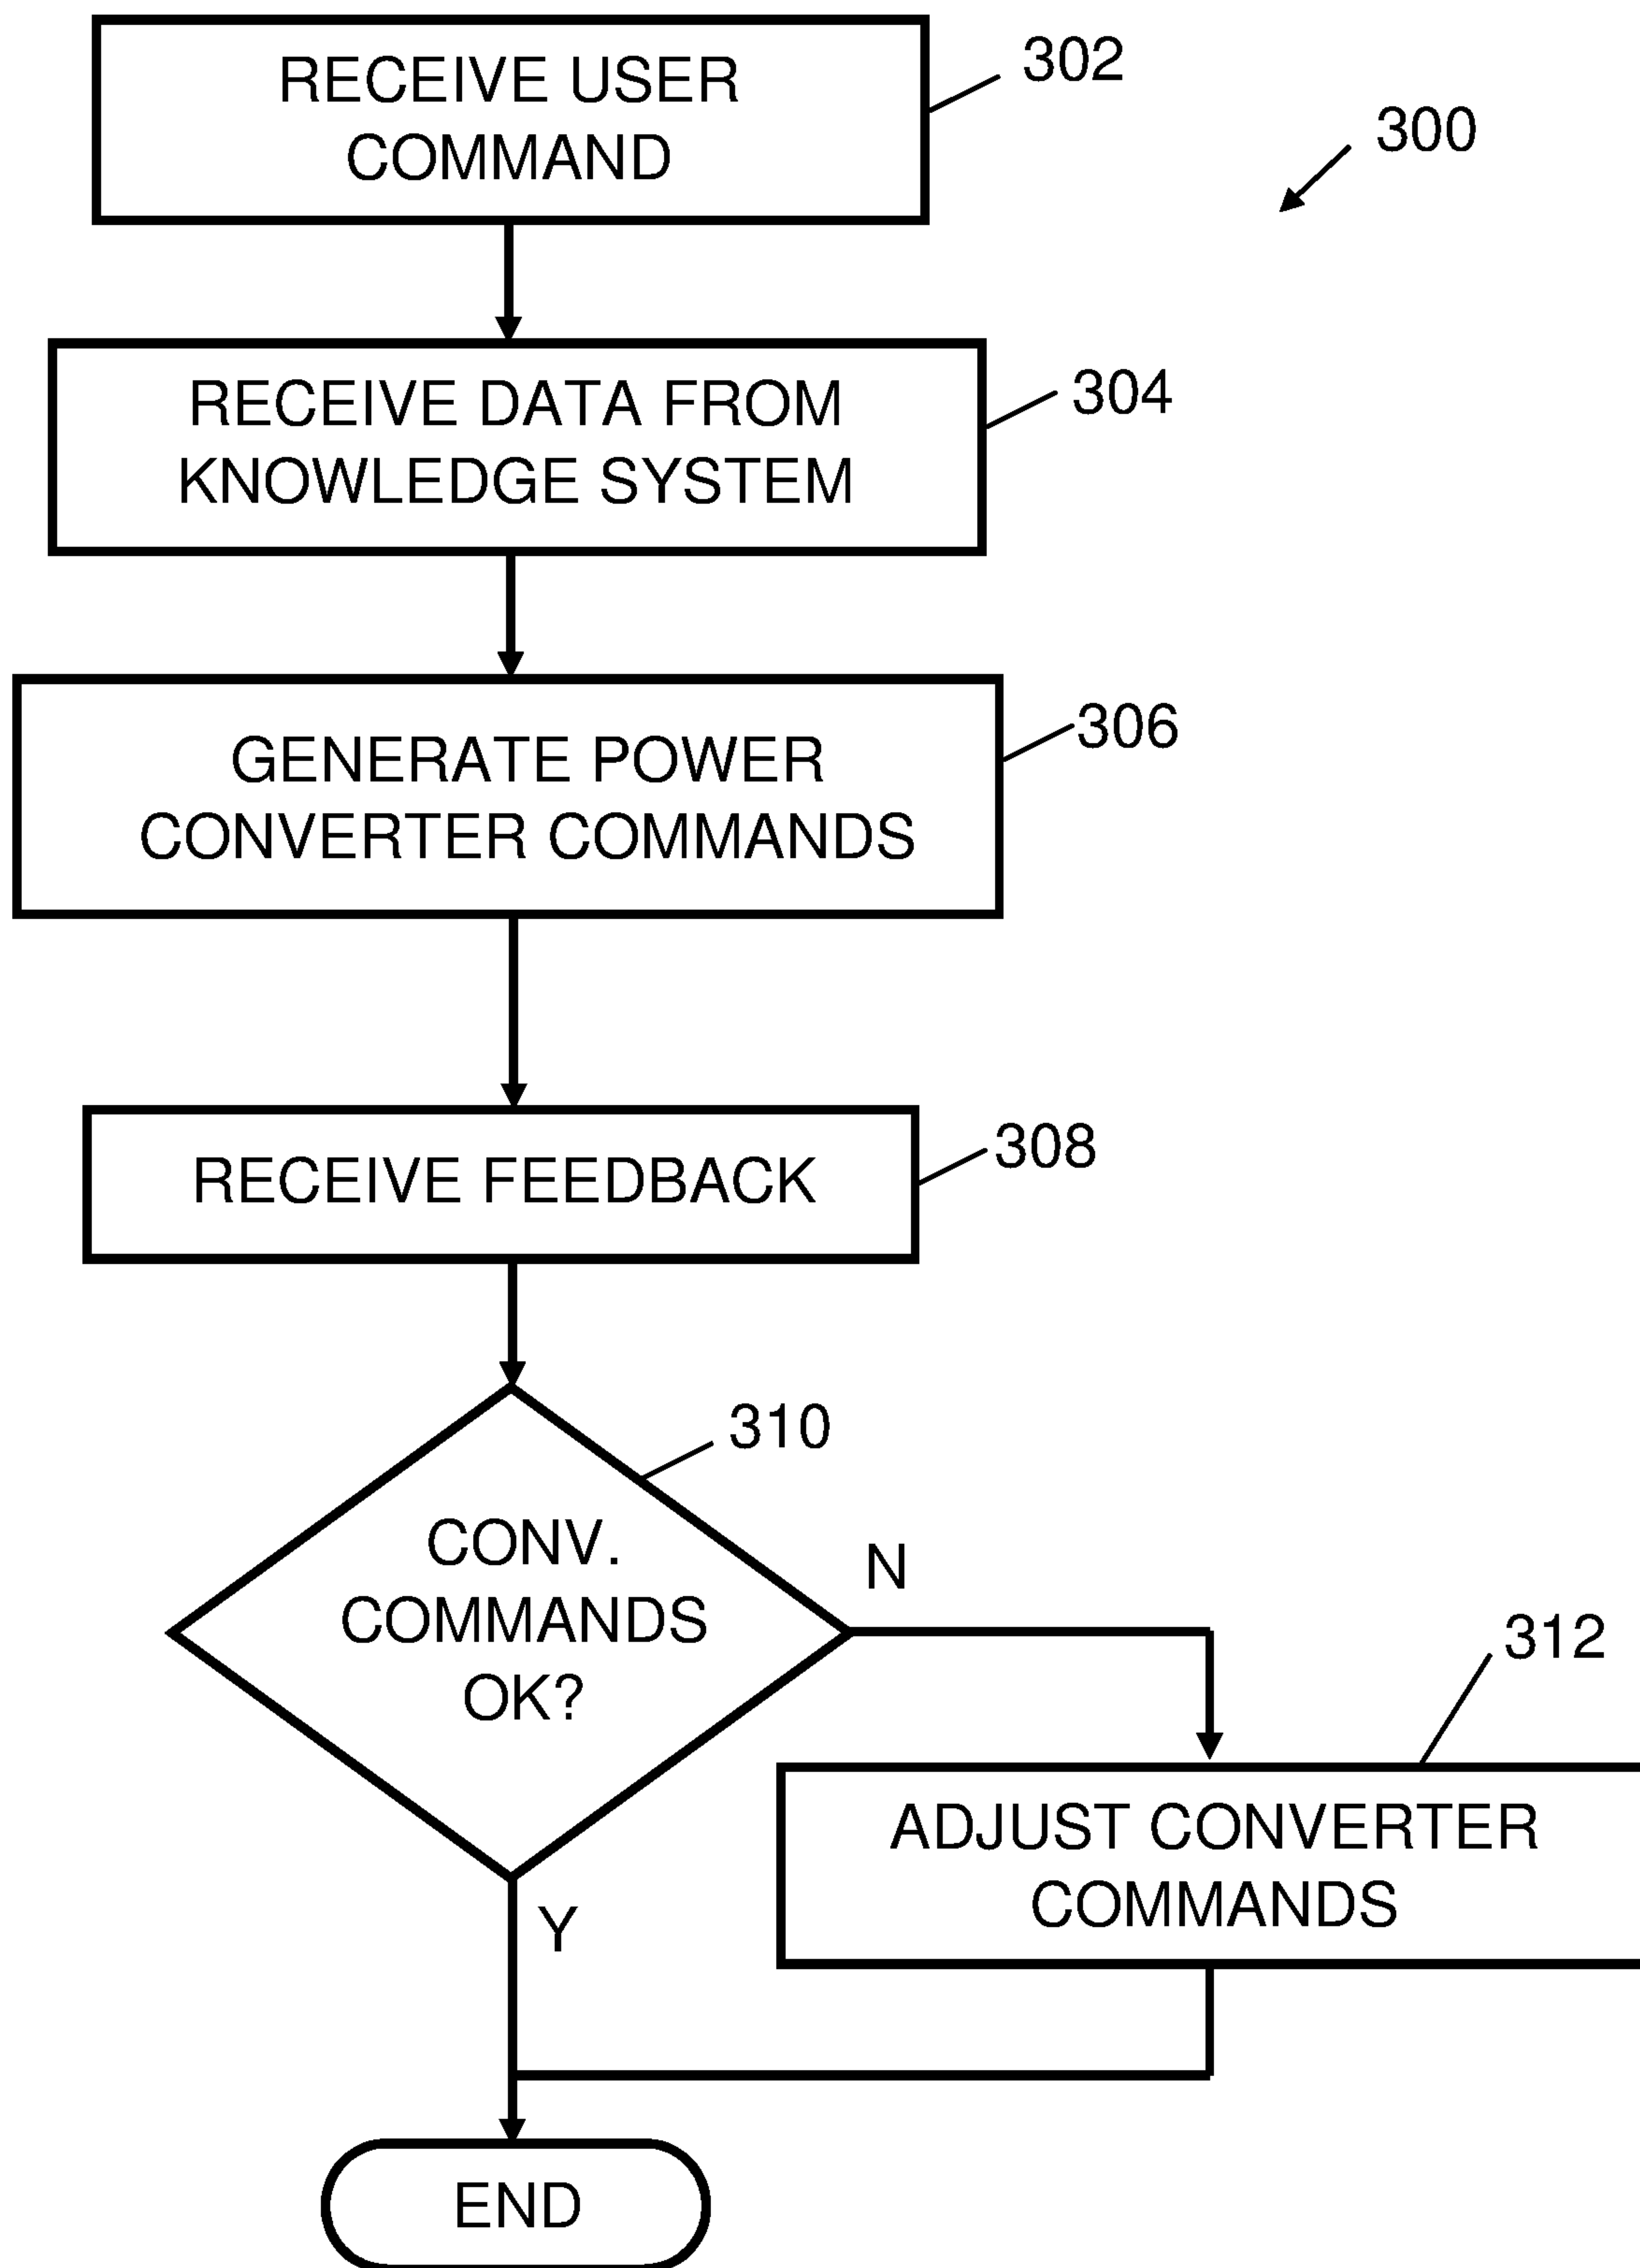 RECEIVE USER
COMMAND
302
300
RECEIVE DATA FROM
KNOWLEDGE SYSTEM
304
GENERATE POWER
CONVERTER COMMANDS
306
RECEIVE FEEDBACK
308
310
CONV.
COMMANDS
OK?
N
312
ADJUST CONVERTER
COMMANDS
Y
END